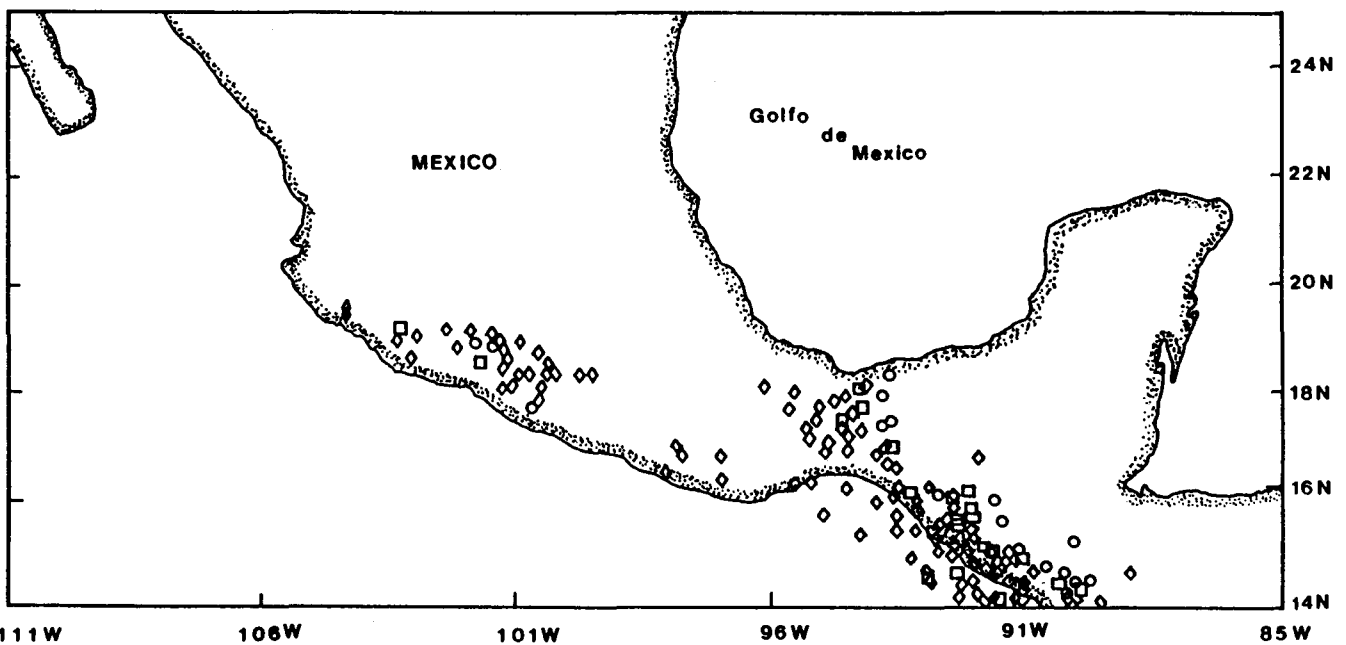 24N
Golfo
de
Mexico
MEXICO
22N
20N
18N
16N
14N
111W
106W
101W
96W
91W
85W